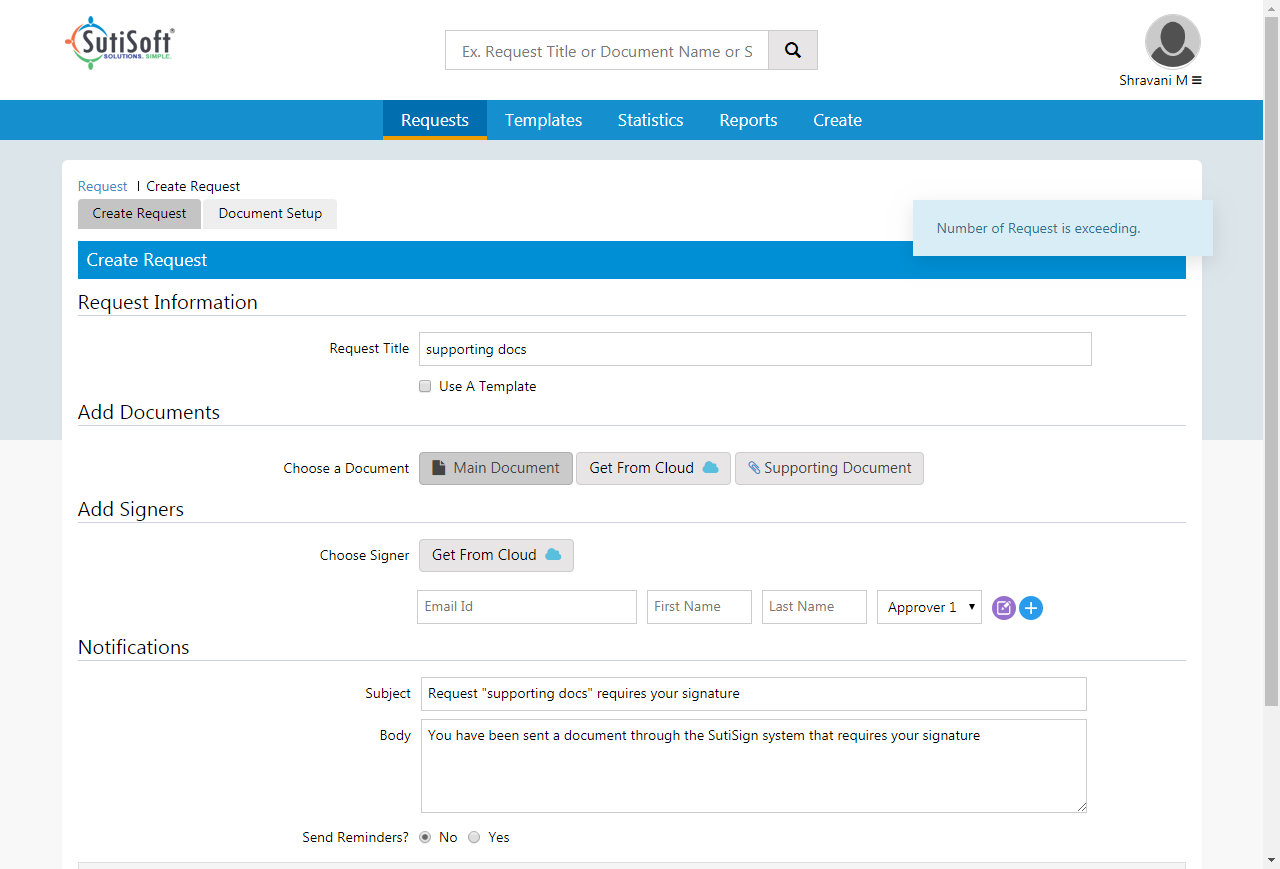 SutiSoft®
SOLUTIONS. SIMPLE.
Ex. Request Title or Document Name or S
Shravani M
Requests Templates Statistics Reports Create
Request | Create Request
Create Request Document Setup
Number of Request is exceeding.
Create Request
Request Information
Request Title supporting docs
Use A Template
Add Documents
Choose a Document Main Document Get From Cloud Supporting Document
Add Signers
Choose Signer Get From Cloud
Email Id First Name Last Name Approver 1
Notifications
Subject Request "supporting docs" requires your signature
Body You have been sent a document through the SutiSign system that requires your signature
Send Reminders? No Yes